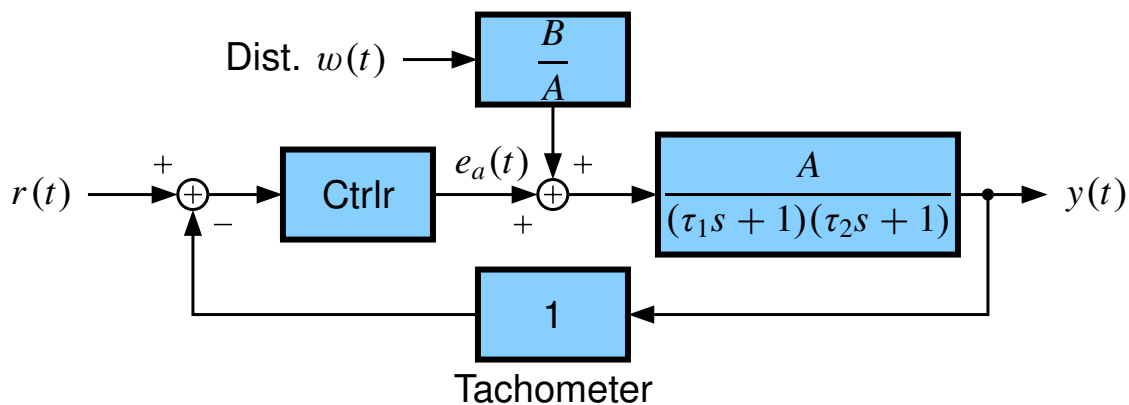 Dist. w(t)
B
A
+
+
r(t)
+
−
Ctrlr
e_a(t)
+
+
+
A
(τ₁s + 1)(τ₂s + 1)
y(t)
1
Tachometer